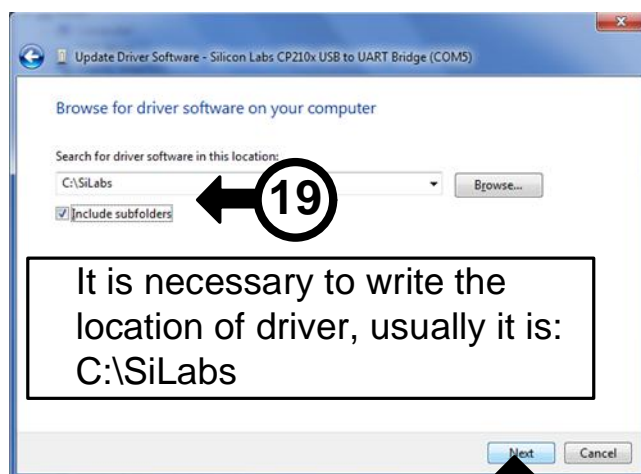 Update Driver Software - Silicon Labs CP210x USB to UART Bridge (COM5)
Browse for driver software on your computer
Search for driver software in this location:
C:\SiLabs
Browse...
Include subfolders
19
It is necessary to write the
location of driver, usually it is:
C:\SiLabs
Next
Cancel